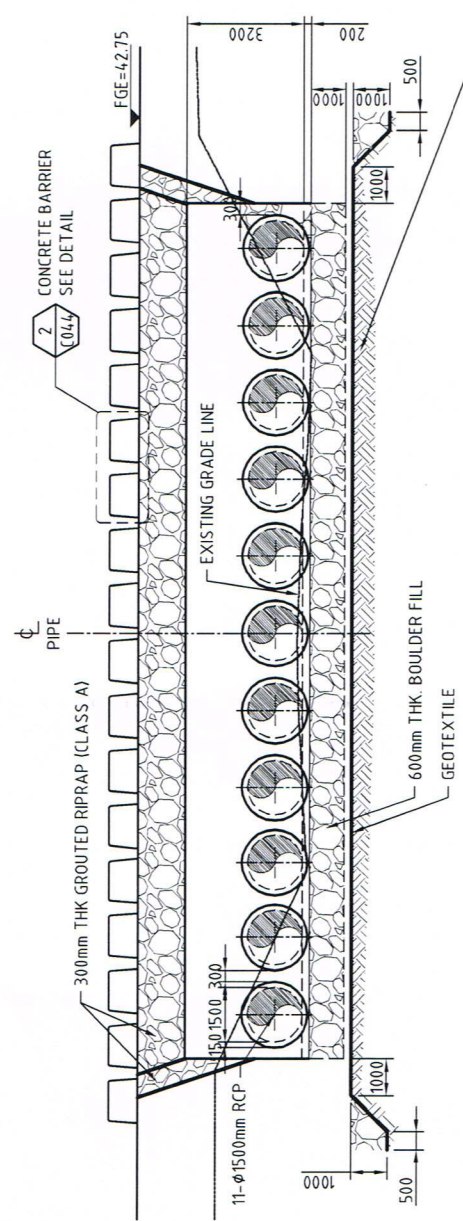 FGE=42.75
3200
200
2
C044
CONCRETE BARRIER
SEE DETAIL
℄
PIPE
300mm THK GROUTED RIPRAP (CLASS A)
300
EXISTING GRADE LINE
300
1500
150
11-Ø1500mm RCP
1000
1000
500
1000
600mm THK. BOULDER FILL
GEOTEXTILE
1000
1000
500